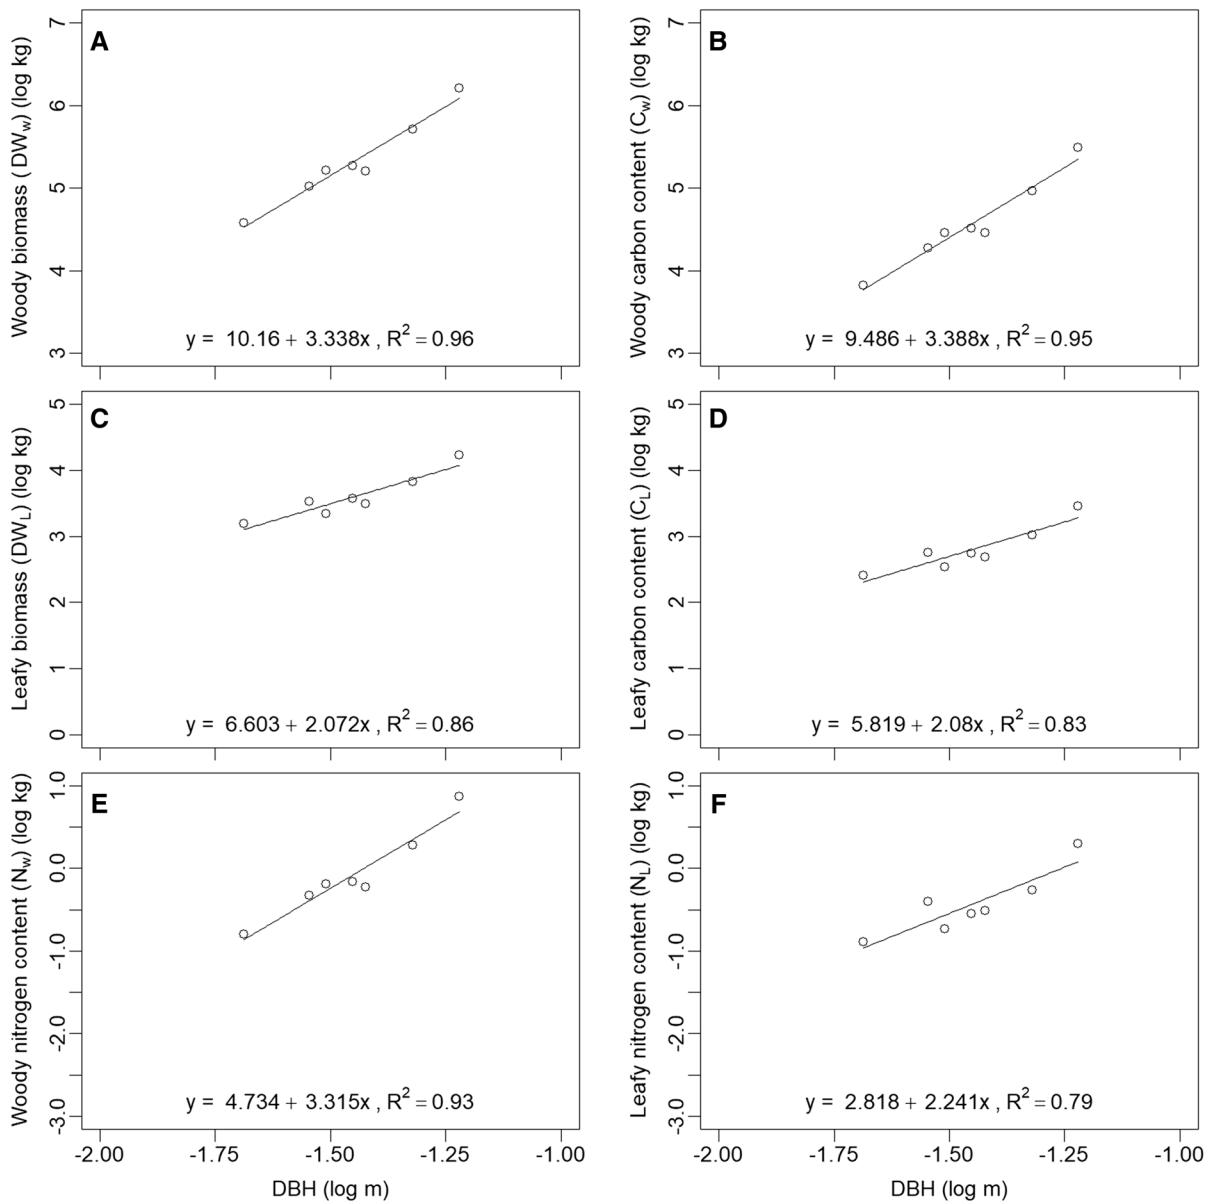 A
Woody biomass ( DWw) (log kg)
7
6
5
4
3
y = 10.16 + 3.338x , R2 = 0.96
B
Woody carbon content (Cw) (log kg)
7
6
5
4
3
y = 9.486 + 3.388x , R2 = 0.95
C
Leafy biomass (DWL) (log kg)
5
4
3
2
1
0
y = 6.603 + 2.072x , R2 = 0.86
D
Leafy carbon content (CL) (log kg)
5
4
3
2
1
0
y = 5.819 + 2.08x , R2 = 0.83
E
Woody nitrogen content (Nw) (log kg)
1.0
0.0
-1.0
-2.0
-3.0
y = 4.734 + 3.315x , R2 = 0.93
-2.00 -1.75 -1.50 -1.25 -1.00
DBH (log m)
F
Leafy nitrogen content (NL) (log kg)
1.0
0.0
-1.0
-2.0
-3.0
y = 2.818 + 2.241x , R2 = 0.79
-2.00 -1.75 -1.50 -1.25 -1.00
DBH (log m)